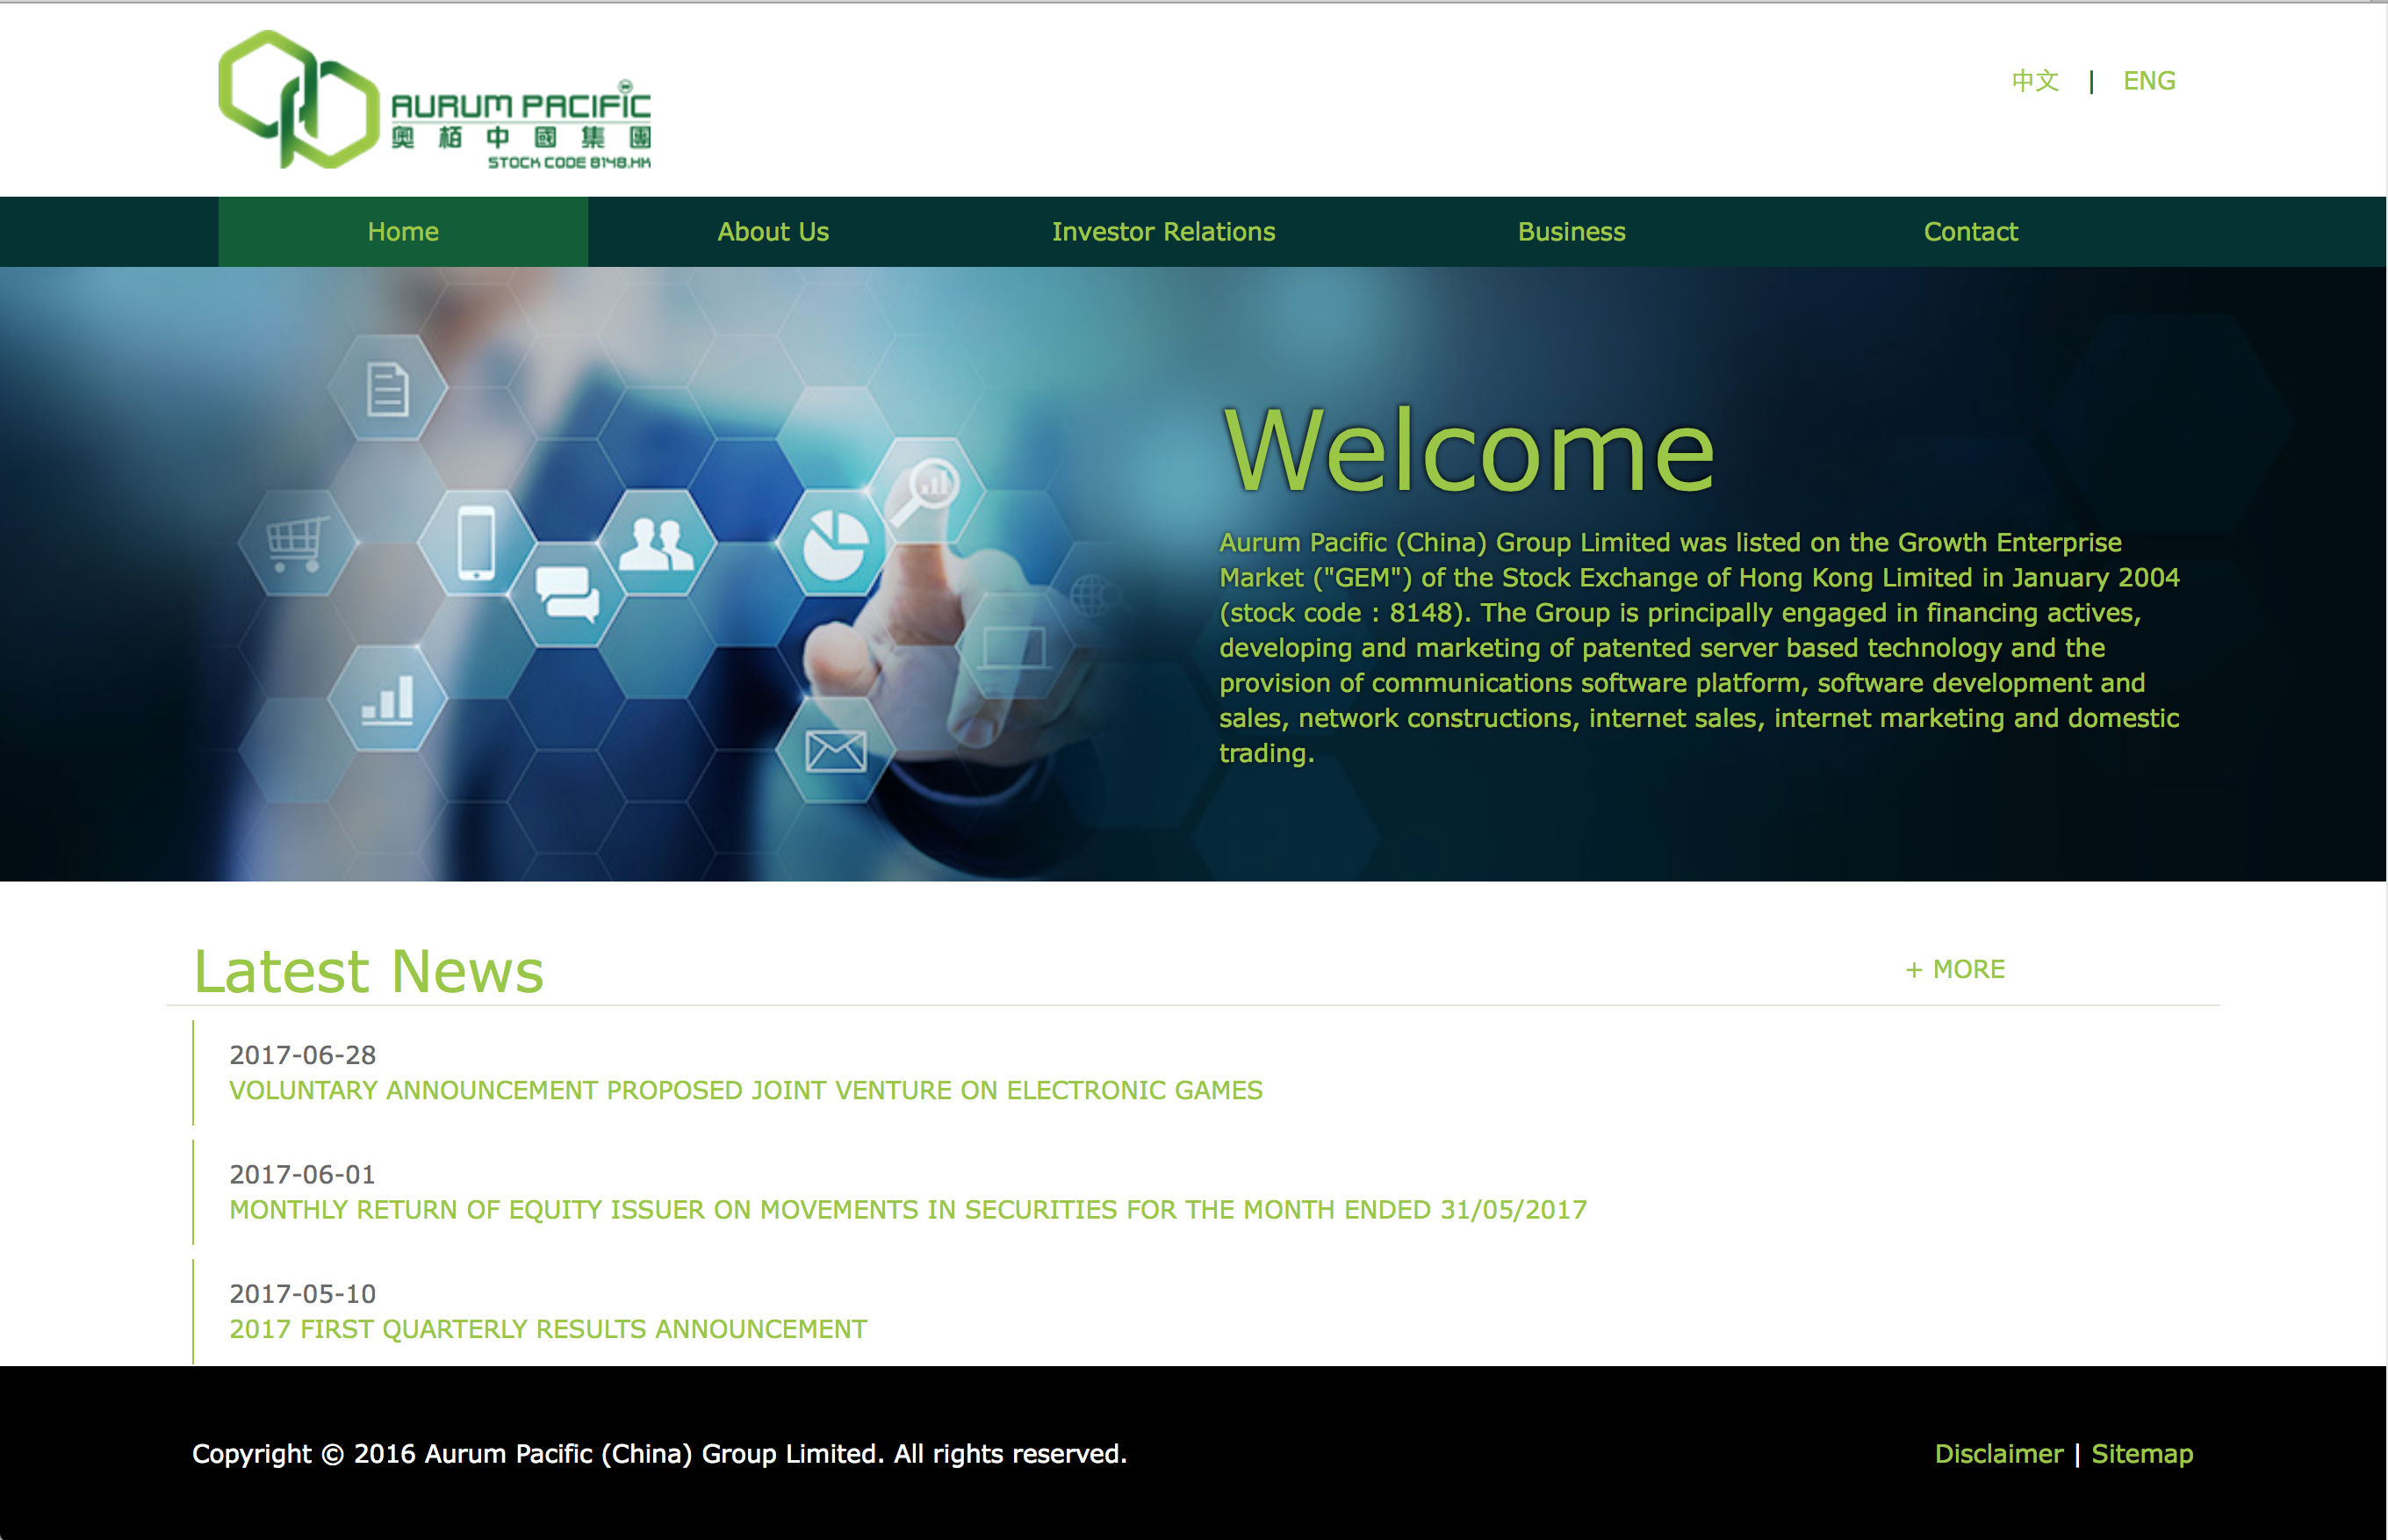 AURUM PACIFIC
奧栢中國集團
STOCK CODE 8148.HK
中文 | ENG
Home About Us Investor Relations Business Contact
Welcome
Aurum Pacific (China) Group Limited was listed on the Growth Enterprise
Market ("GEM") of the Stock Exchange of Hong Kong Limited in January 2004
(stock code : 8148). The Group is principally engaged in financing actives,
developing and marketing of patented server based technology and the
provision of communications software platform, software development and
sales, network constructions, internet sales, internet marketing and domestic
trading.
Latest News
+ MORE
2017-06-28
VOLUNTARY ANNOUNCEMENT PROPOSED JOINT VENTURE ON ELECTRONIC GAMES
2017-06-01
MONTHLY RETURN OF EQUITY ISSUER ON MOVEMENTS IN SECURITIES FOR THE MONTH ENDED 31/05/2017
2017-05-10
2017 FIRST QUARTERLY RESULTS ANNOUNCEMENT
Copyright © 2016 Aurum Pacific (China) Group Limited. All rights reserved.
Disclaimer | Sitemap